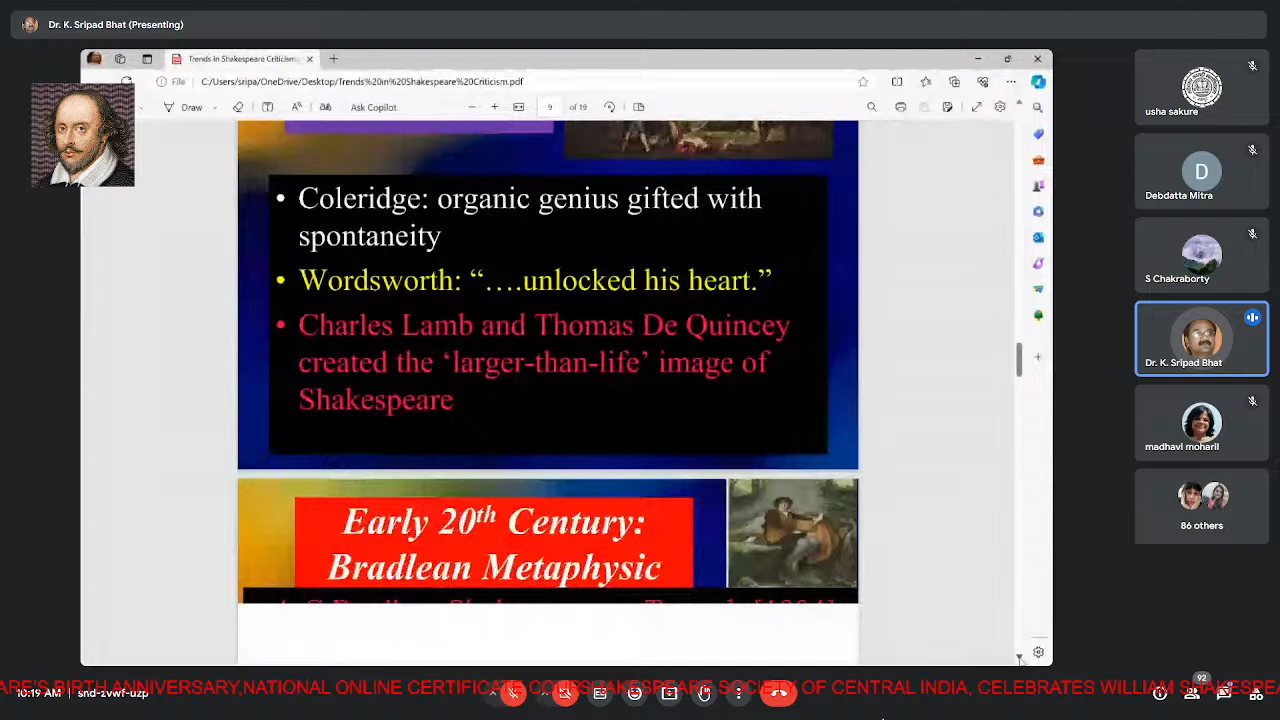 Dr. K. Sripad Bhat (Presenting)
Trends In Shakespeare Criticism
File C:/Users/sripa/OneDrive/Desktop/Trends%20in%20Shakespeare%20Criticism.pdf
Draw
Ask Copilot
9 of 19
• Coleridge: organic genius gifted with
spontaneity
• Wordsworth: “….unlocked his heart.”
• Charles Lamb and Thomas De Quincey
created the ‘larger-than-life’ image of
Shakespeare
Early 20th Century:
Bradlean Metaphysic
usha sakure
D
Debdatta Mitra
S Chakraborty
Dr. K. Sripad Bhat
madhavi moharil
86 others
92
10:19 AM snd-zvwf-uzp
ARE'S BIRTH ANNIVERSARY,NATIONAL ONLINE CERTIFICATE SHAKESPEARE SOCIETY OF CENTRAL INDIA, CELEBRATES WILLIAM SHAKESPE